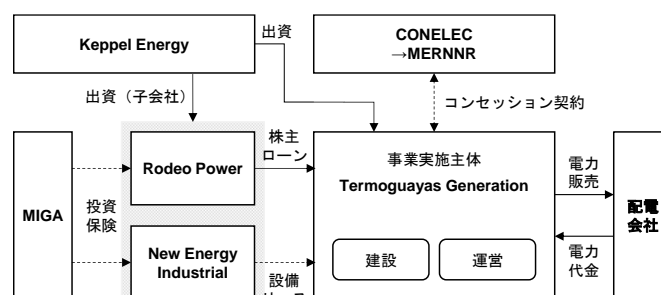 Keppel Energy
出資
CONELEC
→MERNNR
出資（子会社）
コンセッション契約
MIGA
投資
保険
Rodeo Power
株主
ローン
事業実施主体
Termoguayas Generation
電力
販売
配電
会社
New Energy
Industrial
設備
建設
運営
電力
代金